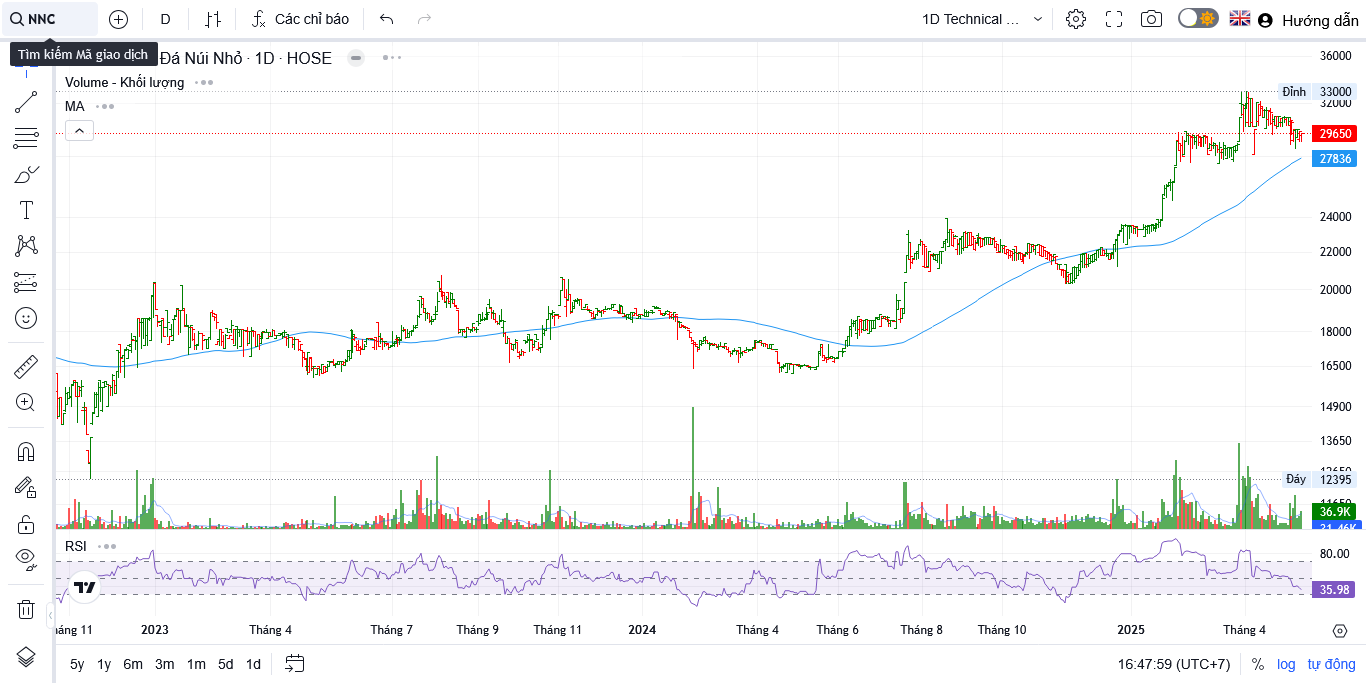 NNC
D
Các chỉ báo
1D Technical ...
Hướng dẫn
Tìm kiếm Mã giao dịch
Đá Núi Nhỏ · 1D · HOSE
Volume - Khối lượng
MA
36000
Đỉnh 33000
32000
29650
27836
24000
22000
20000
18000
16500
14900
13650
12650
Đáy 12395
11650
36.9K
31.46K
RSI
80.00
35.98
háng 11 2023 Tháng 4 Tháng 7 Tháng 9 Tháng 11 2024 Tháng 4 Tháng 6 Tháng 8 Tháng 10 2025 Tháng 4
5y 1y 6m 3m 1m 5d 1d
16:47:59 (UTC+7) % log tự động